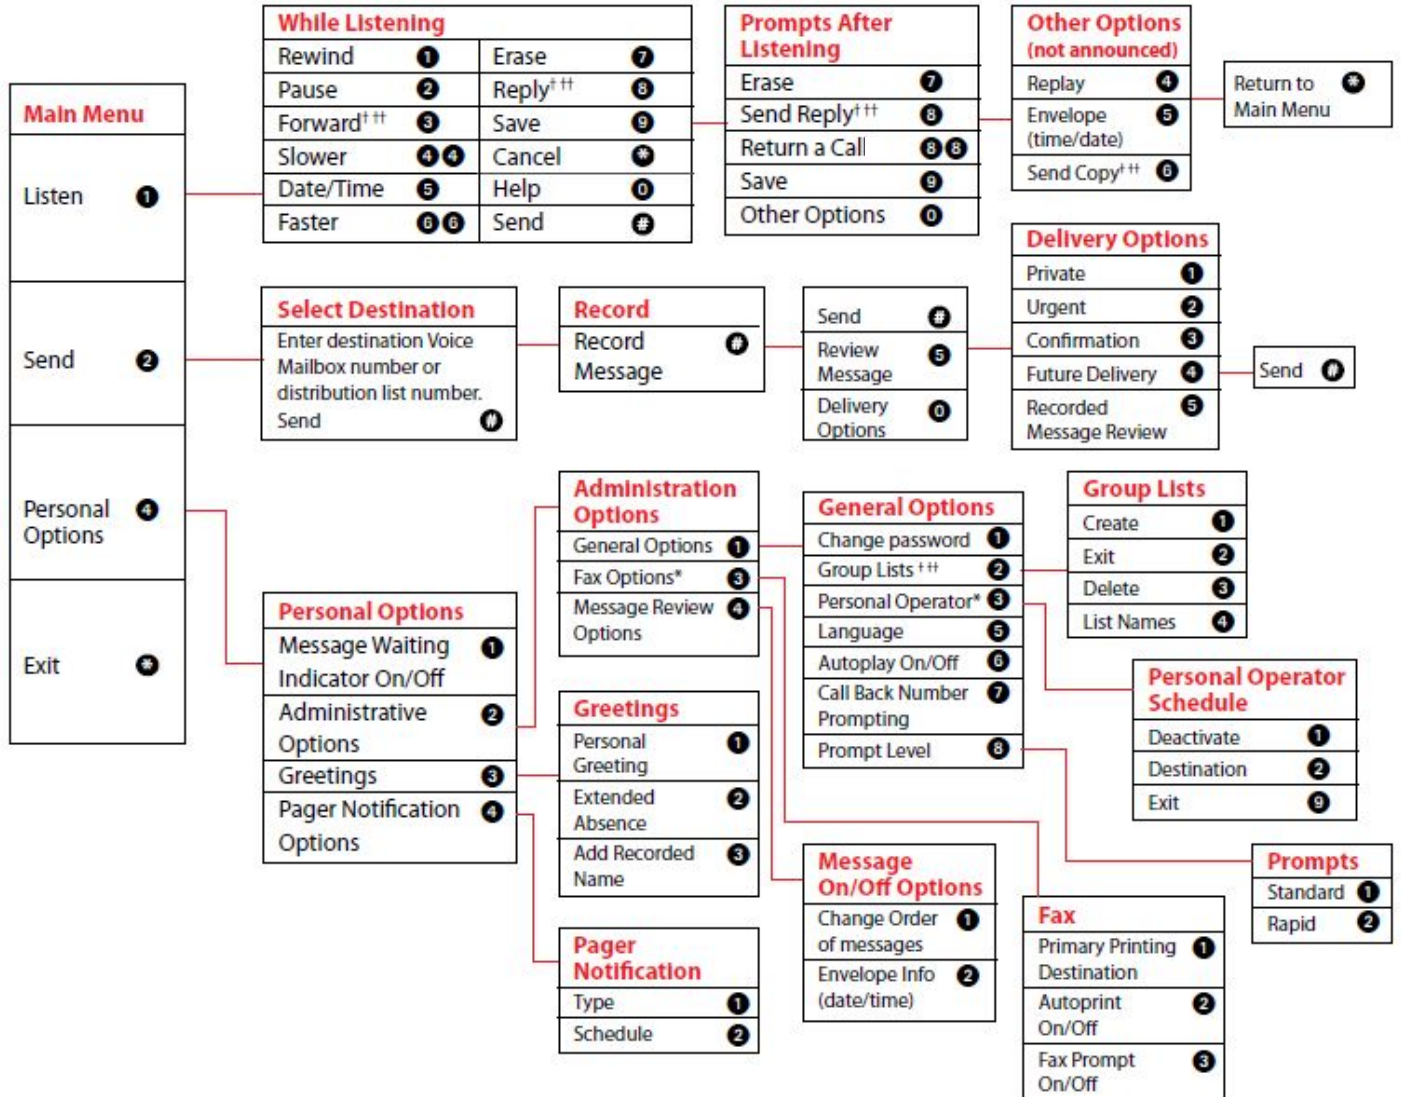 Main Menu
Listen 1
Send 2
Personal 4
Options
Exit *
While Listening
Rewind 1 Erase 7
Pause 2 Reply† †† 8
Forward† †† 3 Save 9
Slower 4 4 Cancel *
Date/Time 5 Help 0
Faster 6 6 Send #
Prompts After
Listening
Erase 7
Send Reply† †† 8
Return a Call 8 8
Save 9
Other Options 0
Other Options
(not announced)
Replay 4
Envelope 5
(time/date)
Send Copy† †† 6
Return to *
Main Menu
Select Destination
Enter destination Voice
Mailbox number or
distribution list number.
Send #
Record
Record #
Message
Send #
Review 5
Message
Delivery 0
Options
Delivery Options
Private 1
Urgent 2
Confirmation 3
Future Delivery 4
Recorded 5
Message Review
Send #
Personal Options
Message Waiting 1
Indicator On/Off
Administrative 2
Options
Greetings 3
Pager Notification 4
Options
Administration
Options
General Options 1
Fax Options* 3
Message Review 4
Options
Greetings
Personal 1
Greeting
Extended 2
Absence
Add Recorded 3
Name
Pager
Notification
Type 1
Schedule 2
General Options
Change password 1
Group Lists † †† 2
Personal Operator* 3
Language 5
Autoplay On/Off 6
Call Back Number 7
Prompting
Prompt Level 8
Group Lists
Create 1
Exit 2
Delete 3
List Names 4
Personal Operator
Schedule
Deactivate 1
Destination 2
Exit 9
Message
On/Off Options
Change Order 1
of messages
Envelope Info 2
(date/time)
Fax
Primary Printing 1
Destination
Autoprint 2
On/Off
Fax Prompt 3
On/Off
Prompts
Standard 1
Rapid 2